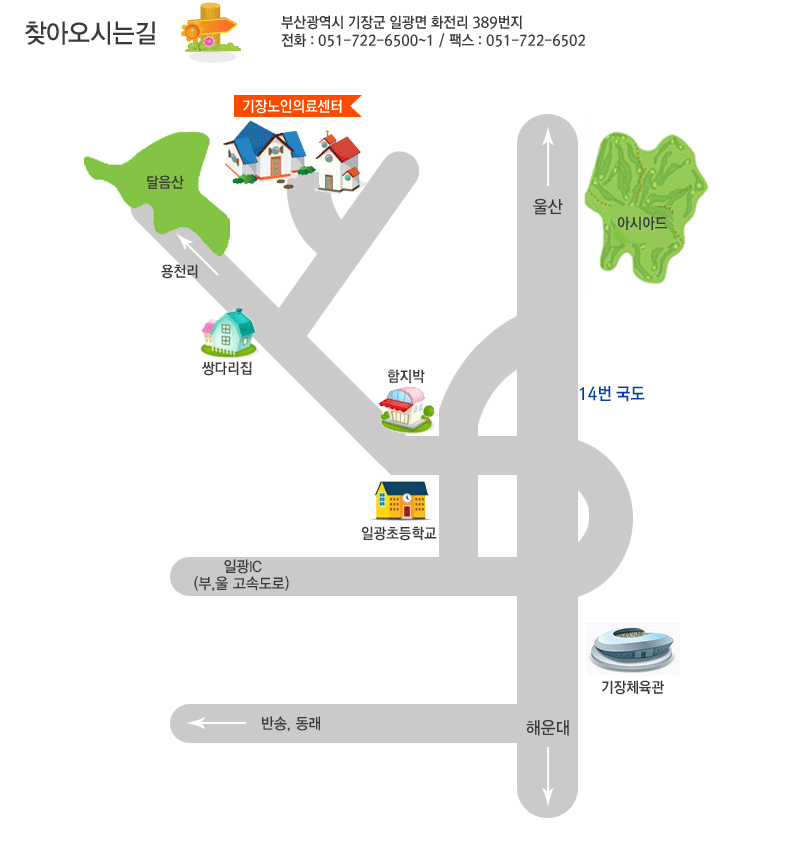 찾아오시는길
부산광역시 기장군 일광면 화전리 389번지
전화 : 051-722-6500~1 / 팩스 : 051-722-6502
기장노인의료센터
달음산
울산
아시아드
용천리
쌍다리집
함지박
14번 국도
일광초등학교
일광IC
(부,울 고속도로)
기장체육관
반송, 동래
해운대